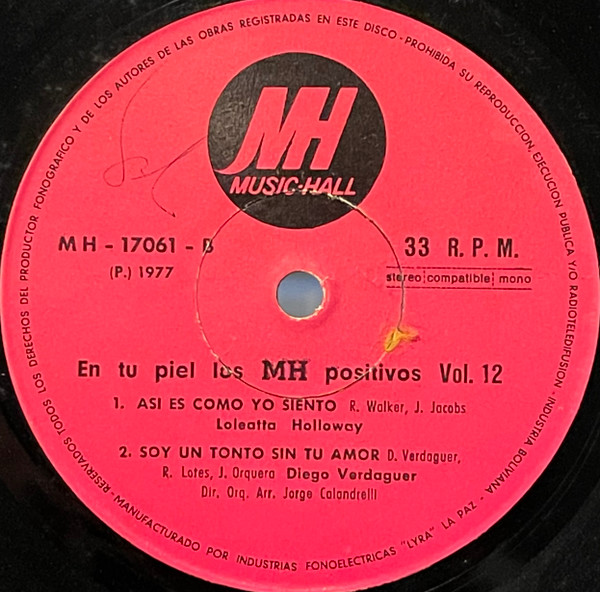 RESERVADOS TODOS LOS DERECHOS DEL PRODUCTOR FONOGRAFICO Y DE LOS AUTORES DE LAS OBRAS REGISTRADAS EN ESTE DISCO - PROHIBIDA SU REPRODUCCION, EJECUCION PUBLICA Y/O RADIOTELEDIFUSION - INDUSTRIA BOLIVIANA -
MH
MUSIC-HALL
MH - 17061 - B
33 R. P. M.
(P.) 1977
stereo compatible mono
En tu piel los MH positivos Vol. 12
1. ASI ES COMO YO SIENTO R. Walker, J. Jacobs
Loleatta Holloway
2. SOY UN TONTO SIN TU AMOR D. Verdaguer,
R. Lotes, J. Orquera Diego Verdaguer
Dir. Orq. Arr. Jorge Calandrelli
- MANUFACTURADO POR INDUSTRIAS FONOELECTRICAS "LYRA" LA PAZ -